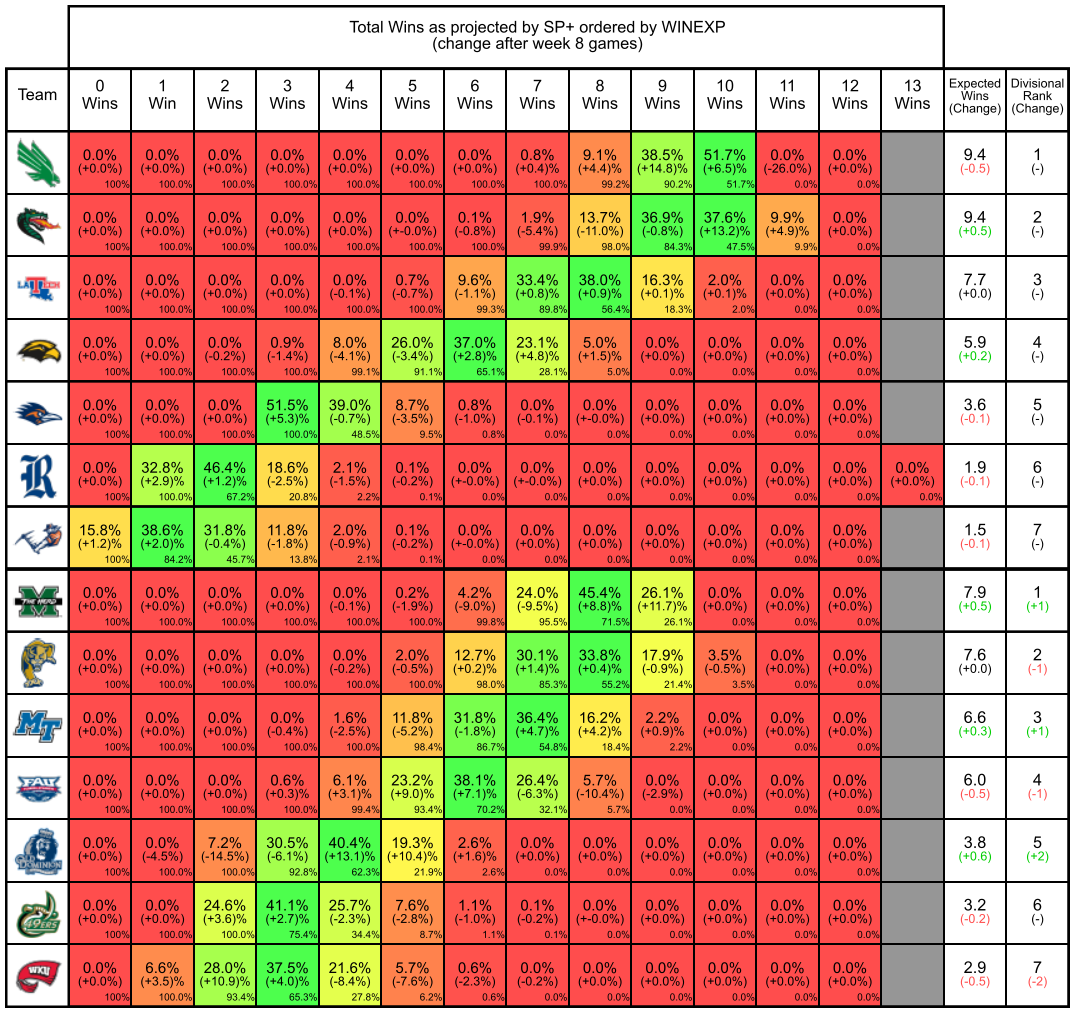 Total Wins as projected by SP+ ordered by WINEXP
(change after week 8 games)
Team 0 Wins 1 Win 2 Wins 3 Wins 4 Wins 5 Wins 6 Wins 7 Wins 8 Wins 9 Wins 10 Wins 11 Wins 12 Wins 13 Wins Expected Wins (Change) Divisional Rank (Change)
0.0% 0.0% 0.0% 0.0% 0.0% 0.0% 0.0% 0.8% 9.1% 38.5% 51.7% 0.0% 0.0% 9.4 1
(+0.0%) (+0.0%) (+0.0%) (+0.0%) (+0.0%) (+0.0%) (+0.0%) (+0.4)% (+4.4)% (+14.8)% (+6.5)% (-26.0%) (+0.0%) (-0.5) (-)
100% 100.0% 100.0% 100.0% 100.0% 100.0% 100.0% 100.0% 99.2% 90.2% 51.7% 0.0% 0.0%
0.0% 0.0% 0.0% 0.0% 0.0% 0.0% 0.1% 1.9% 13.7% 36.9% 37.6% 9.9% 0.0% 9.4 2
(+0.0%) (+0.0%) (+0.0%) (+0.0%) (+0.0%) (+-0.0%) (-0.8%) (-5.4%) (-11.0%) (-0.8%) (+13.2)% (+4.9)% (+0.0%) (+0.5) (-)
100% 100.0% 100.0% 100.0% 100.0% 100.0% 100.0% 99.9% 98.0% 84.3% 47.5% 9.9% 0.0%
LA TECH 0.0% 0.0% 0.0% 0.0% 0.0% 0.7% 9.6% 33.4% 38.0% 16.3% 2.0% 0.0% 0.0% 7.7 3
(+0.0%) (+0.0%) (+0.0%) (+0.0%) (-0.1%) (-0.7%) (-1.1%) (+0.8)% (+0.9)% (+0.1)% (+0.1)% (+0.0%) (+0.0%) (+0.0) (-)
100% 100.0% 100.0% 100.0% 100.0% 100.0% 99.3% 89.8% 56.4% 18.3% 2.0% 0.0% 0.0%
0.0% 0.0% 0.0% 0.9% 8.0% 26.0% 37.0% 23.1% 5.0% 0.0% 0.0% 0.0% 0.0% 5.9 4
(+0.0%) (+0.0%) (-0.2%) (-1.4%) (-4.1%) (-3.4%) (+2.8)% (+4.8)% (+1.5)% (+0.0%) (+0.0%) (+0.0%) (+0.0%) (+0.2) (-)
100% 100.0% 100.0% 100.0% 99.1% 91.1% 65.1% 28.1% 5.0% 0.0% 0.0% 0.0% 0.0%
0.0% 0.0% 0.0% 51.5% 39.0% 8.7% 0.8% 0.0% 0.0% 0.0% 0.0% 0.0% 0.0% 3.6 5
(+0.0%) (+0.0%) (+0.0%) (+5.3)% (-0.7%) (-3.5%) (-1.0%) (-0.1%) (+-0.0%) (+0.0%) (+0.0%) (+0.0%) (+0.0%) (-0.1) (-)
100% 100.0% 100.0% 100.0% 48.5% 9.5% 0.8% 0.0% 0.0% 0.0% 0.0% 0.0% 0.0%
R 0.0% 32.8% 46.4% 18.6% 2.1% 0.1% 0.0% 0.0% 0.0% 0.0% 0.0% 0.0% 0.0% 0.0% 1.9 6
(+0.0%) (+2.9)% (+1.2)% (-2.5%) (-1.5%) (-0.2%) (+-0.0%) (+-0.0%) (+0.0%) (+0.0%) (+0.0%) (+0.0%) (+0.0%) (+0.0%) (-0.1) (-)
100% 100.0% 67.2% 20.8% 2.2% 0.1% 0.0% 0.0% 0.0% 0.0% 0.0% 0.0% 0.0% 0.0%
15.8% 38.6% 31.8% 11.8% 2.0% 0.1% 0.0% 0.0% 0.0% 0.0% 0.0% 0.0% 0.0% 1.5 7
(+1.2)% (+2.0)% (-0.4%) (-1.8%) (-0.9%) (-0.2%) (+-0.0%) (+0.0%) (+0.0%) (+0.0%) (+0.0%) (+0.0%) (+0.0%) (-0.1) (-)
100% 84.2% 45.7% 13.8% 2.1% 0.1% 0.0% 0.0% 0.0% 0.0% 0.0% 0.0% 0.0%
M THE HERD 0.0% 0.0% 0.0% 0.0% 0.0% 0.2% 4.2% 24.0% 45.4% 26.1% 0.0% 0.0% 0.0% 7.9 1
(+0.0%) (+0.0%) (+0.0%) (+0.0%) (-0.1%) (-1.9%) (-9.0%) (-9.5%) (+8.8)% (+11.7)% (+0.0%) (+0.0%) (+0.0%) (+0.5) (+1)
100% 100.0% 100.0% 100.0% 100.0% 100.0% 99.8% 95.5% 71.5% 26.1% 0.0% 0.0% 0.0%
0.0% 0.0% 0.0% 0.0% 0.0% 2.0% 12.7% 30.1% 33.8% 17.9% 3.5% 0.0% 0.0% 7.6 2
(+0.0%) (+0.0%) (+0.0%) (+0.0%) (-0.2%) (-0.5%) (+0.2)% (+1.4)% (+0.4)% (-0.9%) (-0.5%) (+0.0%) (+0.0%) (+0.0) (-1)
100% 100.0% 100.0% 100.0% 100.0% 100.0% 98.0% 85.3% 55.2% 21.4% 3.5% 0.0% 0.0%
MT 0.0% 0.0% 0.0% 0.0% 1.6% 11.8% 31.8% 36.4% 16.2% 2.2% 0.0% 0.0% 0.0% 6.6 3
(+0.0%) (+0.0%) (+0.0%) (-0.4%) (-2.5%) (-5.2%) (-1.8%) (+4.7)% (+4.2)% (+0.9)% (+0.0%) (+0.0%) (+0.0%) (+0.3) (+1)
100% 100.0% 100.0% 100.0% 100.0% 98.4% 86.7% 54.8% 18.4% 2.2% 0.0% 0.0% 0.0%
FAU 0.0% 0.0% 0.0% 0.6% 6.1% 23.2% 38.1% 26.4% 5.7% 0.0% 0.0% 0.0% 0.0% 6.0 4
(+0.0%) (+0.0%) (+0.0%) (+0.3)% (+3.1)% (+9.0)% (+7.1)% (-6.3%) (-10.4%) (-2.9%) (+0.0%) (+0.0%) (+0.0%) (-0.5) (-1)
100% 100.0% 100.0% 100.0% 99.4% 93.4% 70.2% 32.1% 5.7% 0.0% 0.0% 0.0% 0.0%
DOMINION 0.0% 0.0% 7.2% 30.5% 40.4% 19.3% 2.6% 0.0% 0.0% 0.0% 0.0% 0.0% 0.0% 3.8 5
(+0.0%) (-4.5%) (-14.5%) (-6.1%) (+13.1)% (+10.4)% (+1.6)% (+0.0%) (+0.0%) (+0.0%) (+0.0%) (+0.0%) (+0.0%) (+0.6) (+2)
100% 100.0% 100.0% 92.8% 62.3% 21.9% 2.6% 0.0% 0.0% 0.0% 0.0% 0.0% 0.0%
49ERS 0.0% 0.0% 24.6% 41.1% 25.7% 7.6% 1.1% 0.1% 0.0% 0.0% 0.0% 0.0% 0.0% 3.2 6
(+0.0%) (+0.0%) (+3.6)% (+2.7)% (-2.3%) (-2.8%) (-1.0%) (-0.2%) (+-0.0%) (+0.0%) (+0.0%) (+0.0%) (+0.0%) (-0.2) (-)
100% 100.0% 100.0% 75.4% 34.4% 8.7% 1.1% 0.1% 0.0% 0.0% 0.0% 0.0% 0.0%
WKU 0.0% 6.6% 28.0% 37.5% 21.6% 5.7% 0.6% 0.0% 0.0% 0.0% 0.0% 0.0% 0.0% 2.9 7
(+0.0%) (+3.5)% (+10.9)% (+4.0)% (-8.4%) (-7.6%) (-2.3%) (-0.2%) (+0.0%) (+0.0%) (+0.0%) (+0.0%) (+0.0%) (-0.5) (-2)
100% 100.0% 93.4% 65.3% 27.8% 6.2% 0.6% 0.0% 0.0% 0.0% 0.0% 0.0% 0.0%